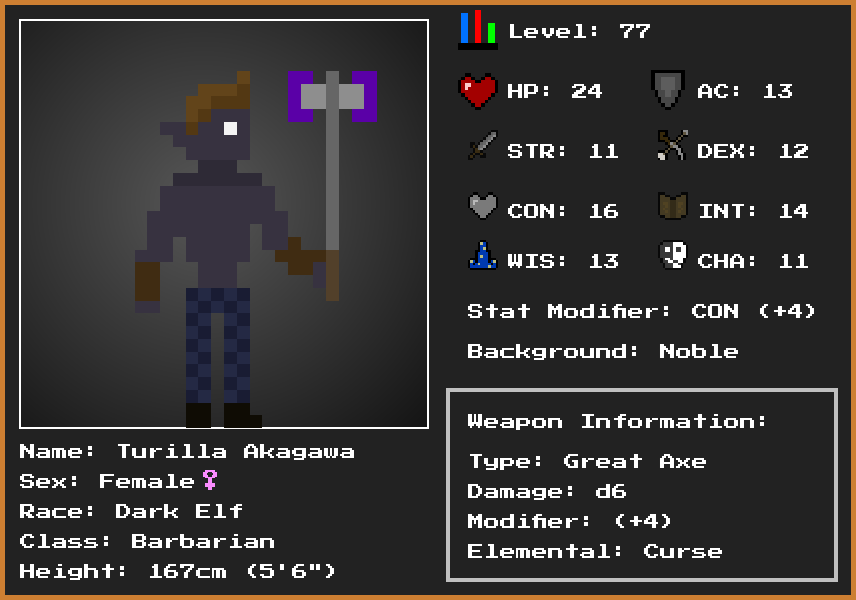 Level: 77
HP: 24
AC: 13
STR: 11
DEX: 12
CON: 16
INT: 14
WIS: 13
CHA: 11
Stat Modifier: CON (+4)
Background: Noble
Weapon Information:
Type: Great Axe
Damage: d6
Modifier: (+4)
Elemental: Curse
Name: Turilla Akagawa
Sex: Female♀
Race: Dark Elf
Class: Barbarian
Height: 167cm (5'6")